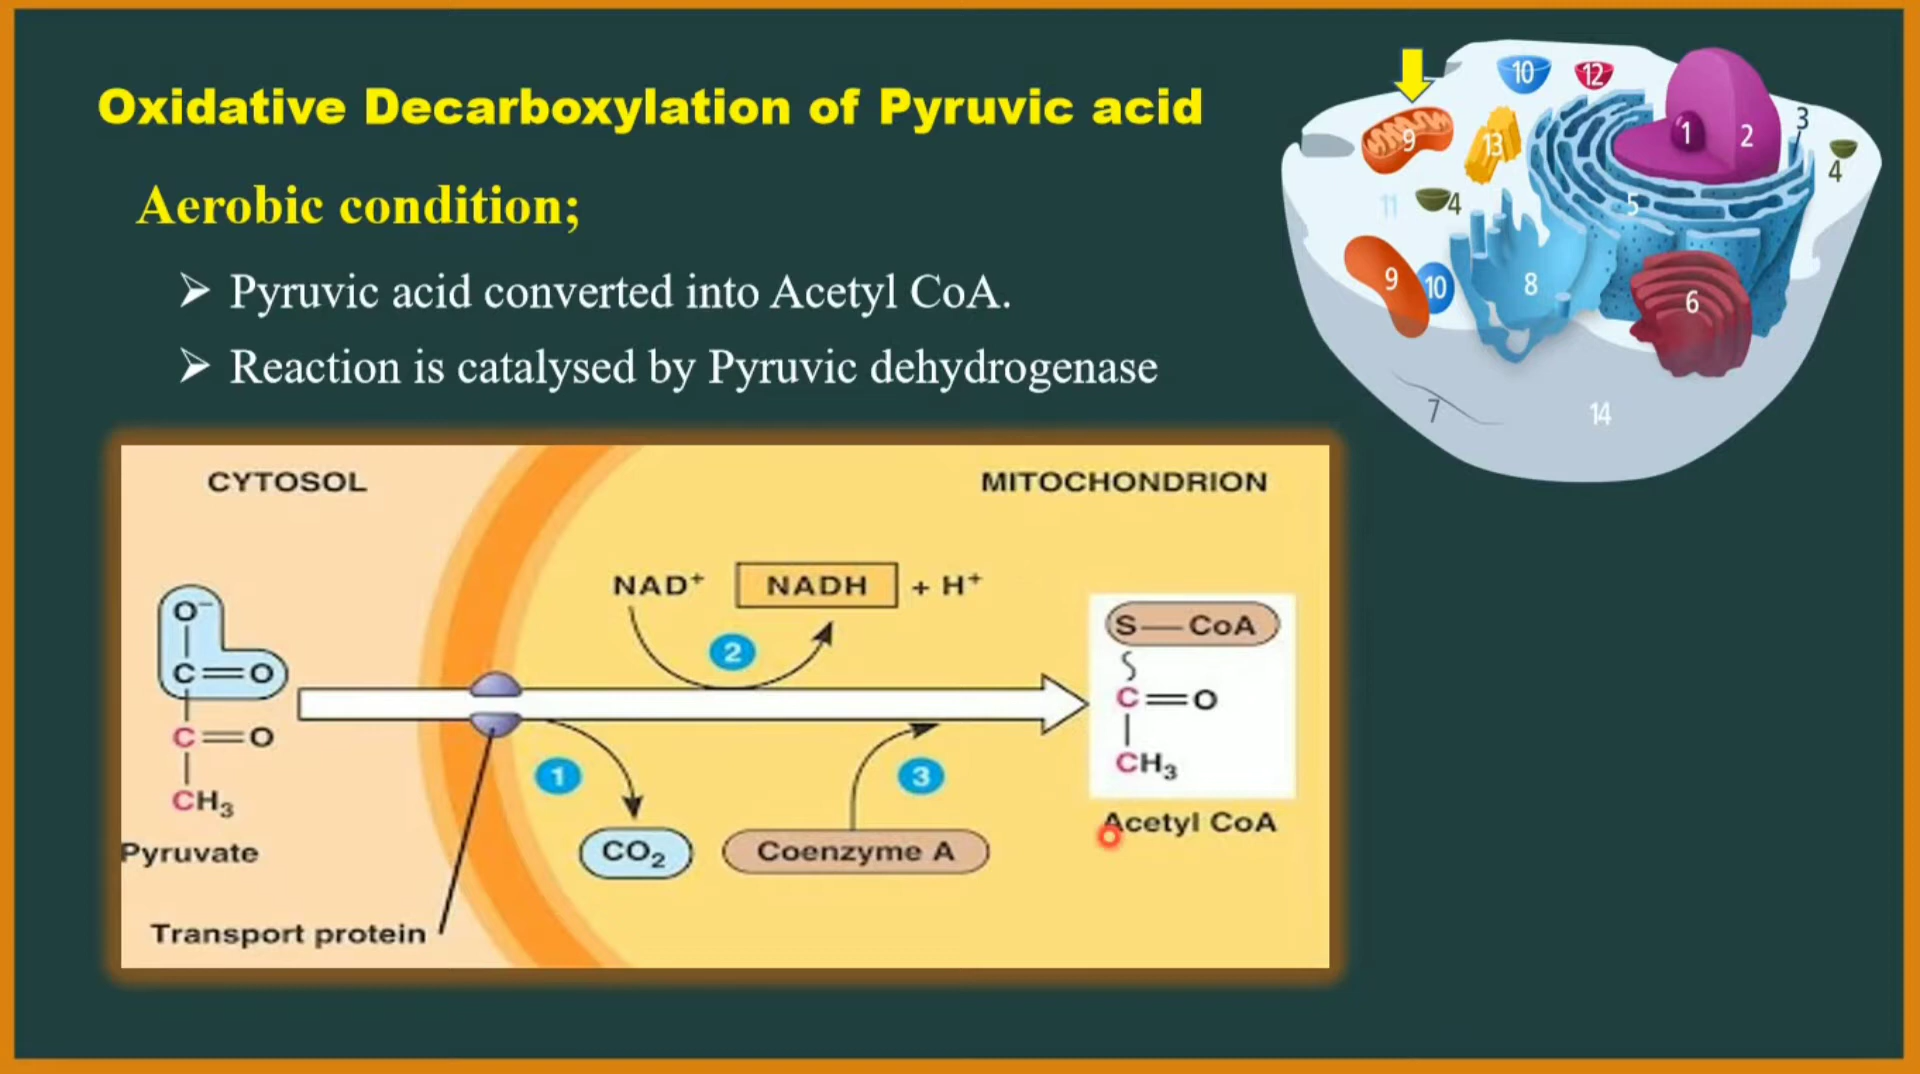 Oxidative Decarboxylation of Pyruvic acid
Aerobic condition;
➢ Pyruvic acid converted into Acetyl CoA.
➢ Reaction is catalysed by Pyruvic dehydrogenase
10
12
3
1
2
9
13
4
11
4
5
9
10
8
6
7
14
CYTOSOL
MITOCHONDRION
NAD⁺
NADH
+ H⁺
O⁻
C=O
C=O
CH₃
Pyruvate
2
1
3
S—CoA
C=O
CH₃
Acetyl CoA
CO₂
Coenzyme A
Transport protein